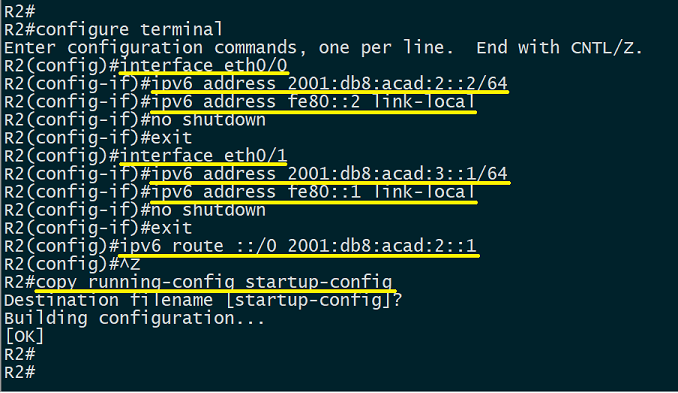 R2#
R2#configure terminal
Enter configuration commands, one per line.  End with CNTL/Z.
R2(config)#interface eth0/0
R2(config-if)#ipv6 address 2001:db8:acad:2::2/64
R2(config-if)#ipv6 address fe80::2 link-local
R2(config-if)#no shutdown
R2(config-if)#exit
R2(config)#interface eth0/1
R2(config-if)#ipv6 address 2001:db8:acad:3::1/64
R2(config-if)#ipv6 address fe80::1 link-local
R2(config-if)#no shutdown
R2(config-if)#exit
R2(config)#ipv6 route ::/0 2001:db8:acad:2::1
R2(config)#^Z
R2#copy running-config startup-config
Destination filename [startup-config]?
Building configuration...
[OK]
R2#
R2#